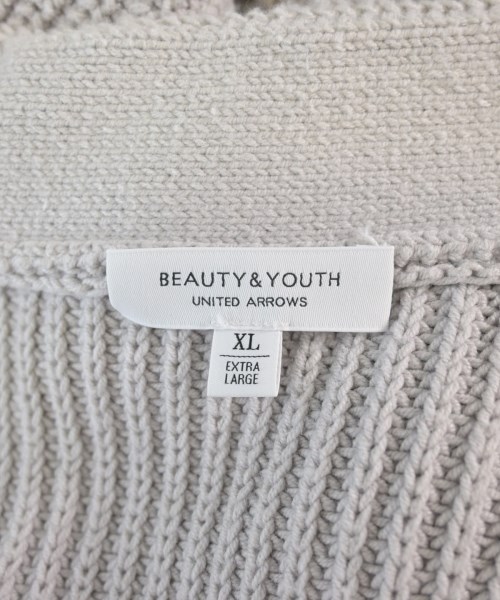 BEAUTY&YOUTH
UNITED ARROWS
XL
EXTRA
LARGE